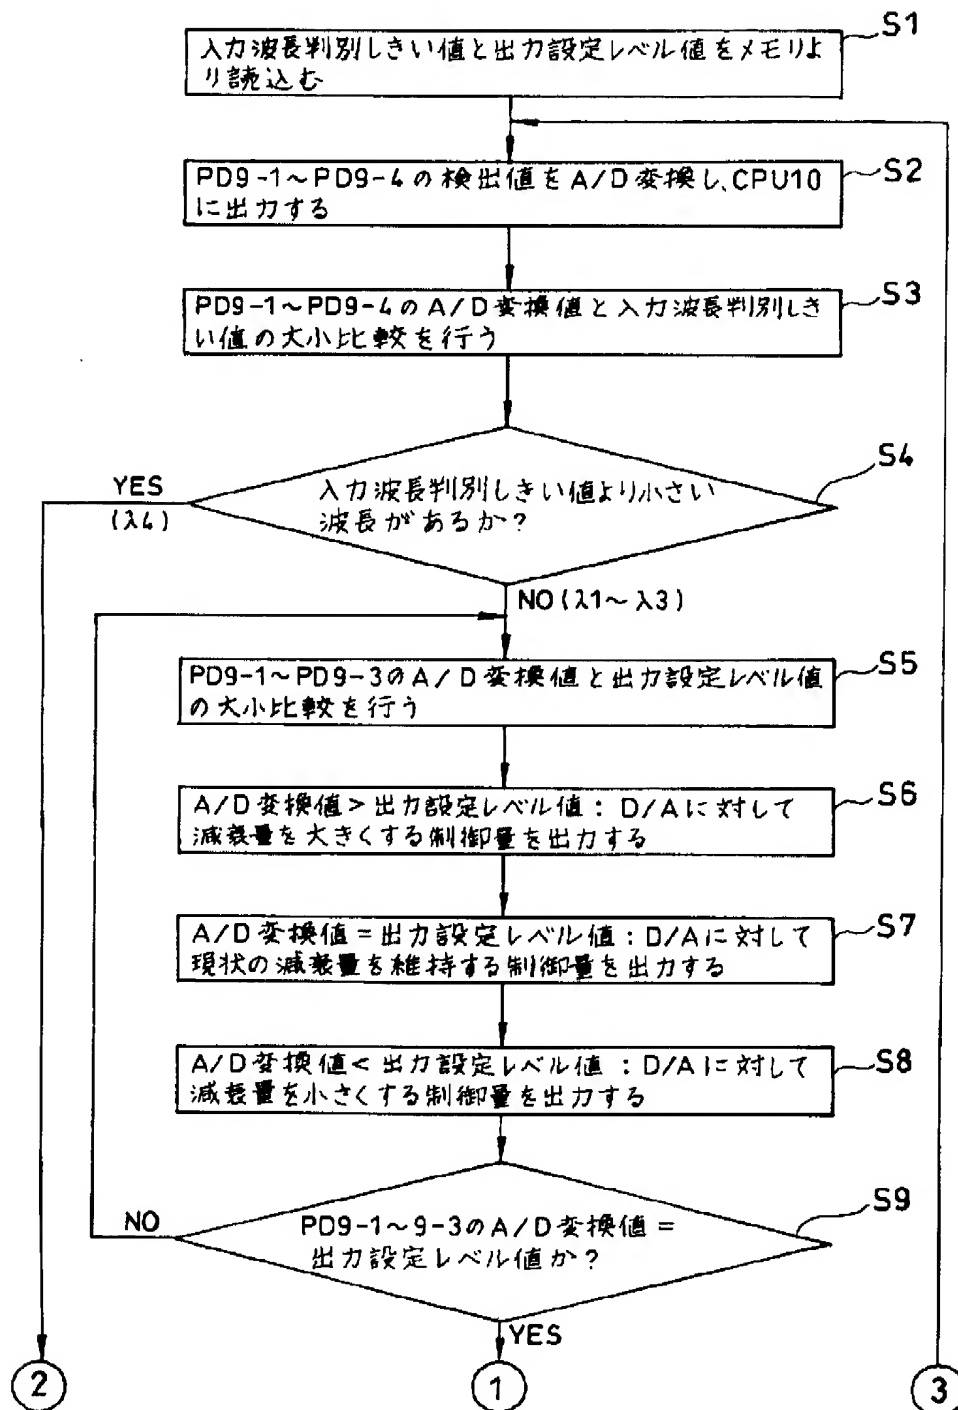 S1
入力波長判別しきい値と出力設定レベル値をメモリよ
り読込む
S2
PD9-1～PD9-4の検出値をA/D変換し、CPU10
に出力する
S3
PD9-1～PD9-4のA/D変換値と入力波長判別しき
い値の大小比較を行う
S4
入力波長判別しきい値より小さい
波長があるか?
YES
(λ4)
NO(λ1～λ3)
S5
PD9-1～PD9-3のA/D変換値と出力設定レベル値
の大小比較を行う
S6
A/D変換値>出力設定レベル値:D/Aに対して
減衰量を大きくする制御量を出力する
S7
A/D変換値=出力設定レベル値:D/Aに対して
現状の減衰量を維持する制御量を出力する
S8
A/D変換値<出力設定レベル値:D/Aに対して
減衰量を小さくする制御量を出力する
S9
PD9-1～9-3のA/D変換値=
出力設定レベル値か?
NO
YES
2
1
3